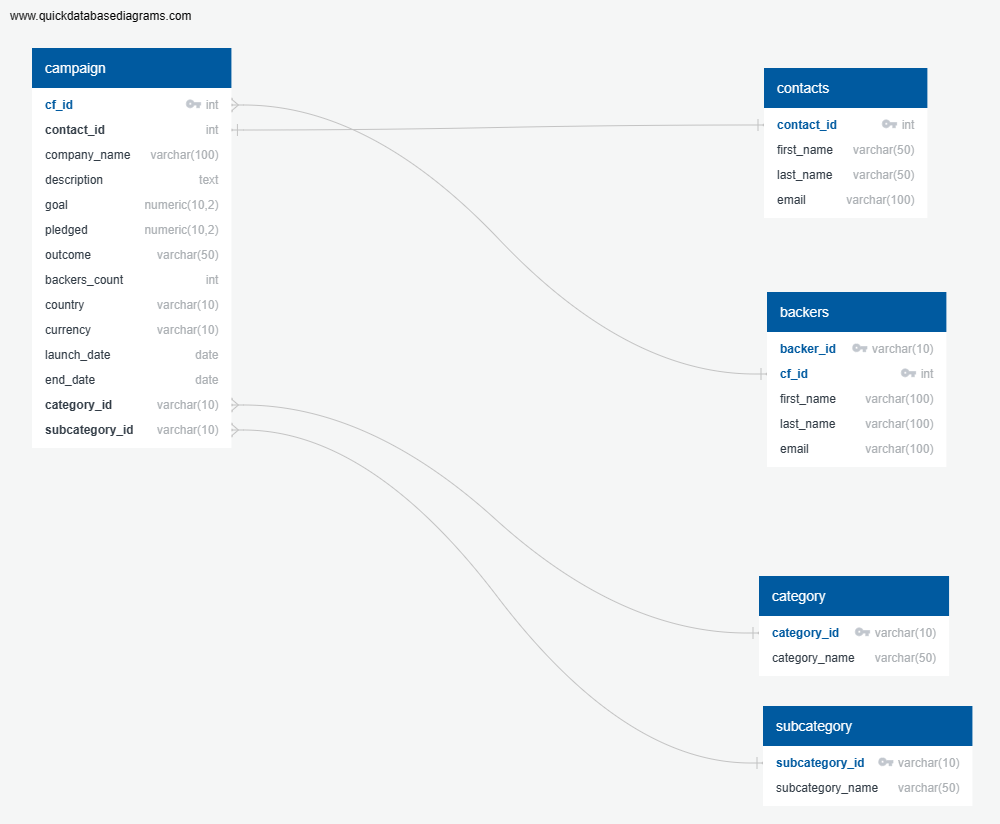 www.quickdatabasediagrams.com
campaign
cf_id int
contact_id int
company_name varchar(100)
description text
goal numeric(10,2)
pledged numeric(10,2)
outcome varchar(50)
backers_count int
country varchar(10)
currency varchar(10)
launch_date date
end_date date
category_id varchar(10)
subcategory_id varchar(10)
contacts
contact_id int
first_name varchar(50)
last_name varchar(50)
email varchar(100)
backers
backer_id varchar(10)
cf_id int
first_name varchar(100)
last_name varchar(100)
email varchar(100)
category
category_id varchar(10)
category_name varchar(50)
subcategory
subcategory_id varchar(10)
subcategory_name varchar(50)